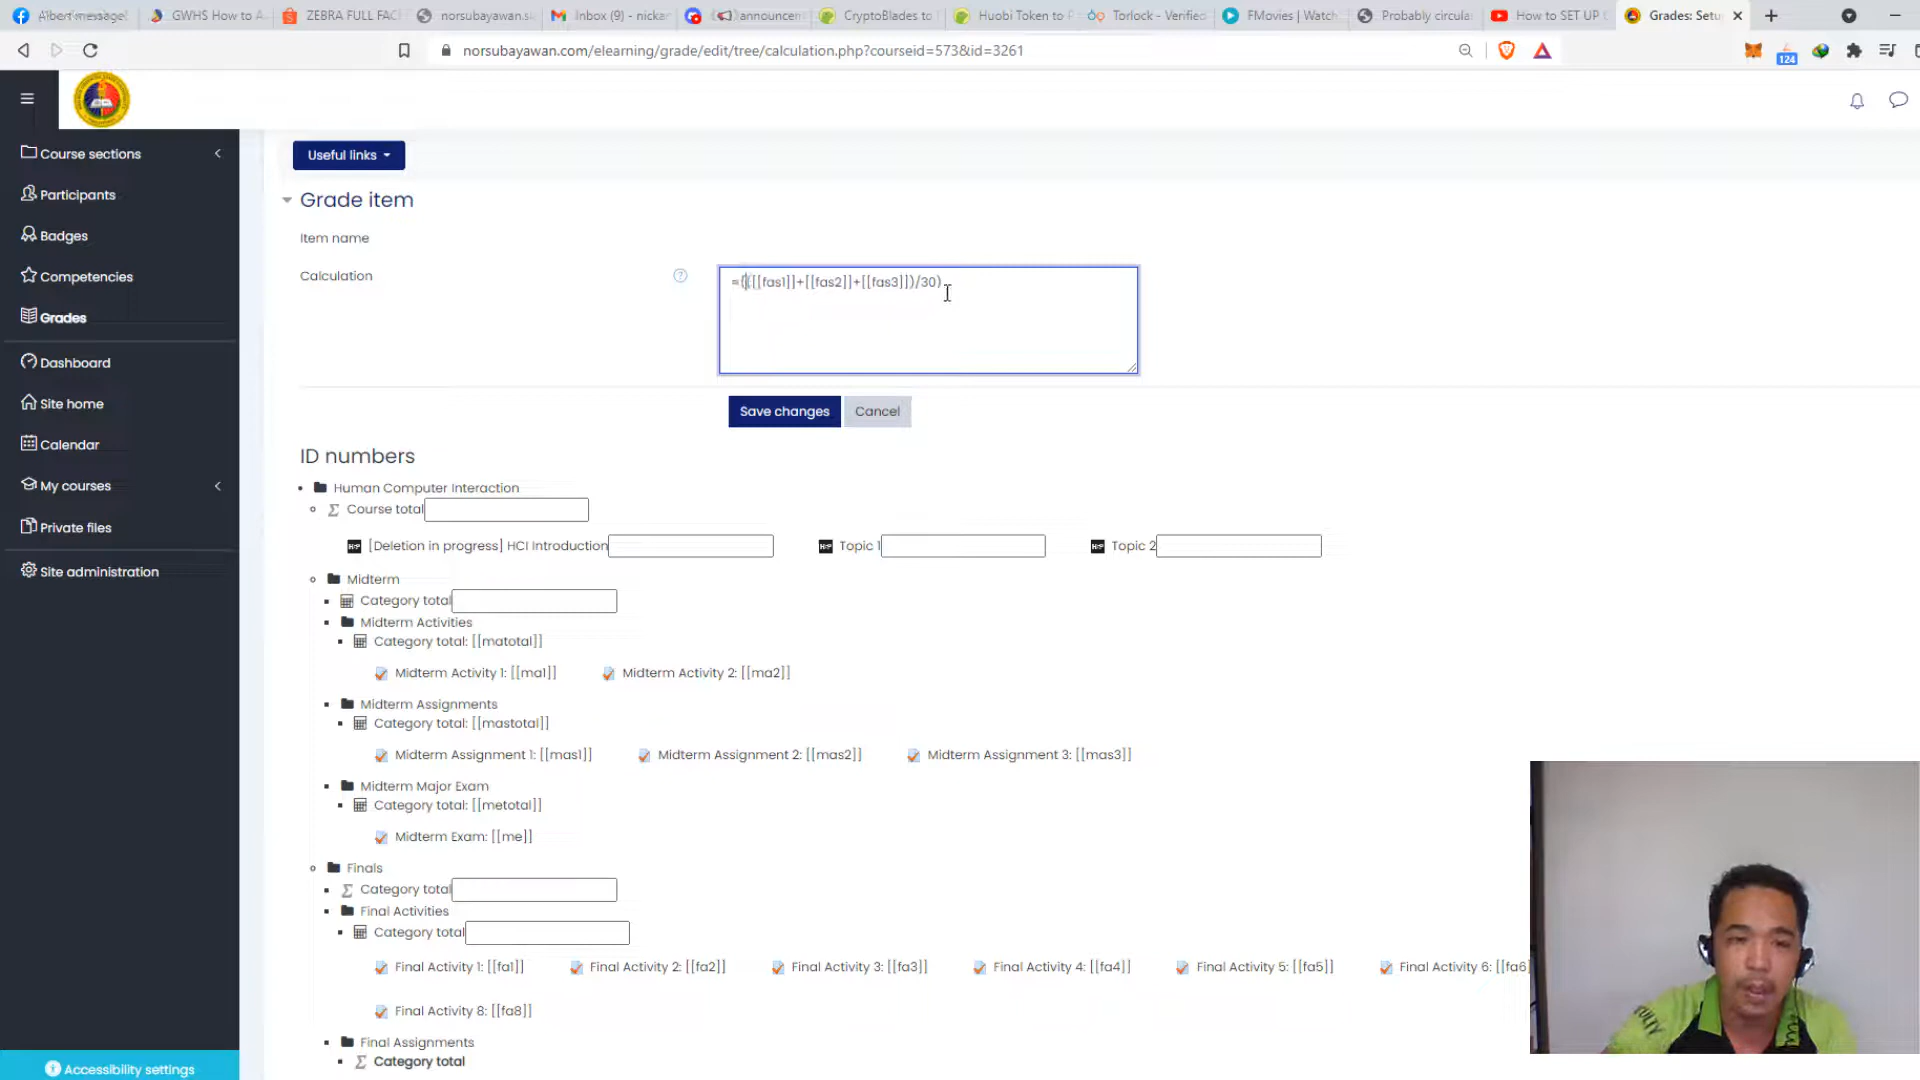 Albert message!
GWHS How to A
ZEBRA FULL FAC
norsubayawan.s
Inbox (9) - nicka
announcemen
CryptoBlades to
Huobi Token to P
Torlock - Verified
FMovies | Watch
Probably circula
How to SET UP
Grades: Setu
norsubayawan.com/elearning/grade/edit/tree/calculation.php?courseid=573&id=3261
124
Course sections
Participants
Badges
Competencies
Grades
Dashboard
Site home
Calendar
My courses
Private files
Site administration
Accessibility settings
Useful links
Grade item
Item name
Calculation
=(([[fas1]]+[[fas2]]+[[fas3]])/30)
Save changes
Cancel
ID numbers
Human Computer Interaction
Course total
[Deletion in progress] HCI Introduction
Topic 1
Topic 2
Midterm
Category total
Midterm Activities
Category total: [[matotal]]
Midterm Activity 1: [[ma1]]
Midterm Activity 2: [[ma2]]
Midterm Assignments
Category total: [[mastotal]]
Midterm Assignment 1: [[mas1]]
Midterm Assignment 2: [[mas2]]
Midterm Assignment 3: [[mas3]]
Midterm Major Exam
Category total: [[metotal]]
Midterm Exam: [[me]]
Finals
Category total
Final Activities
Category total
Final Activity 1: [[fa1]]
Final Activity 2: [[fa2]]
Final Activity 3: [[fa3]]
Final Activity 4: [[fa4]]
Final Activity 5: [[fa5]]
Final Activity 6: [[fa6]
Final Activity 8: [[fa8]]
Final Assignments
Category total